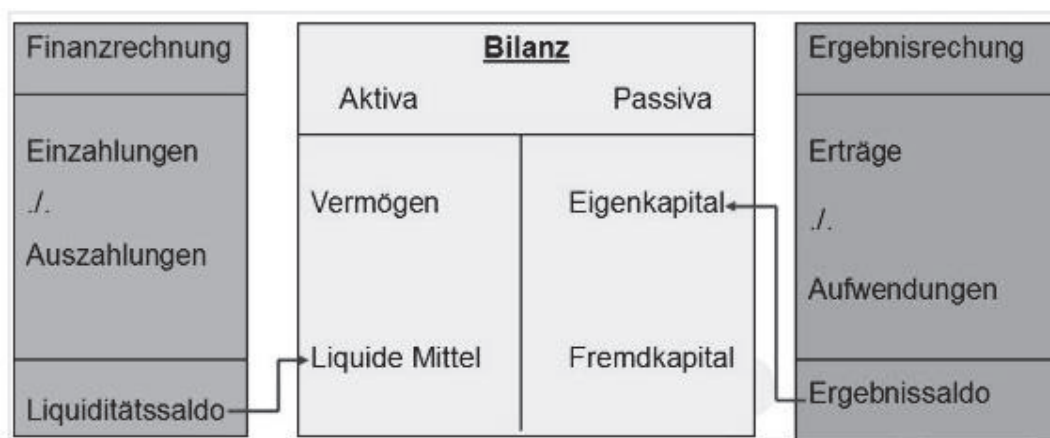 Finanzrechnung
Einzahlungen
./.
Auszahlungen
Liquiditätssaldo
Bilanz
Aktiva Passiva
Vermögen Eigenkapital
Liquide Mittel Fremdkapital
Ergebnisrechung
Erträge
./.
Aufwendungen
Ergebnissaldo